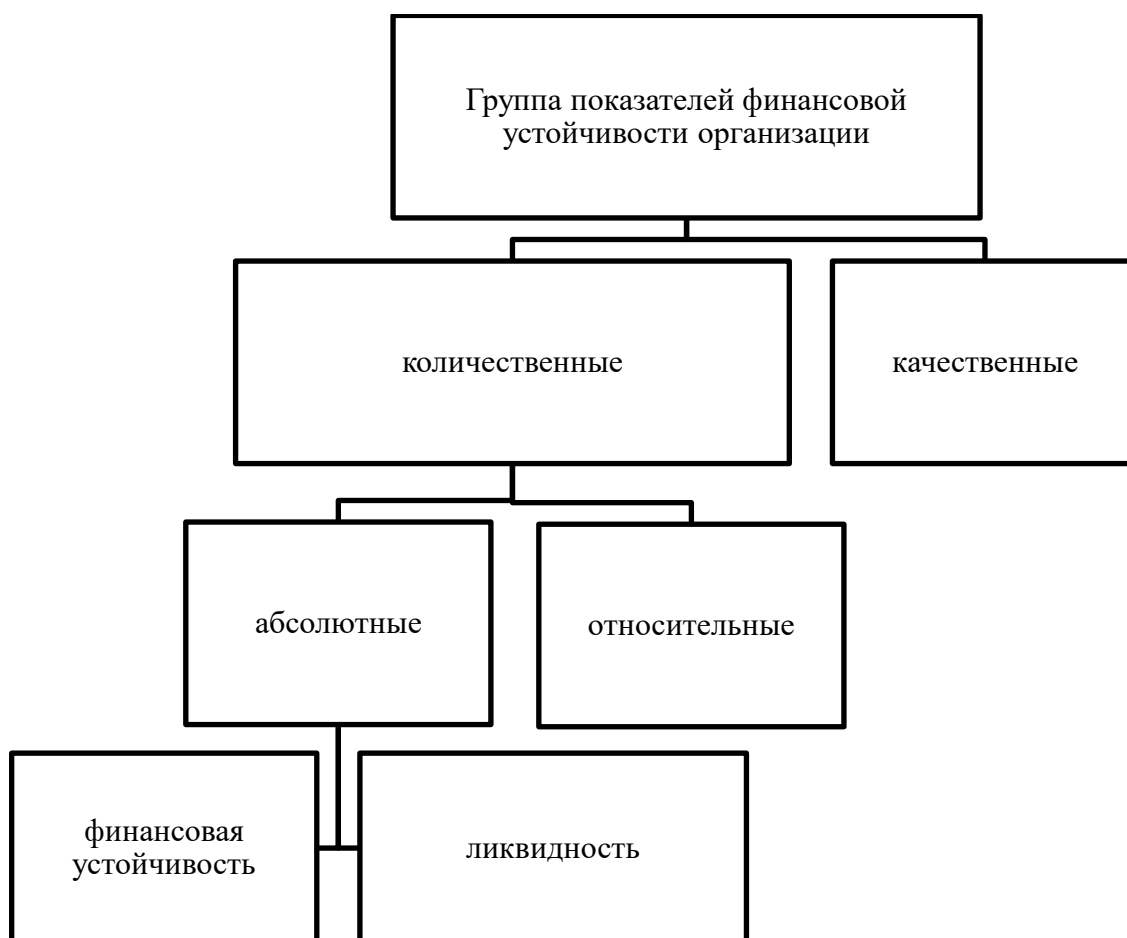 Группа показателей финансовой
устойчивости организации
количественные
качественные
абсолютные
относительные
финансовая
устойчивость
ликвидность